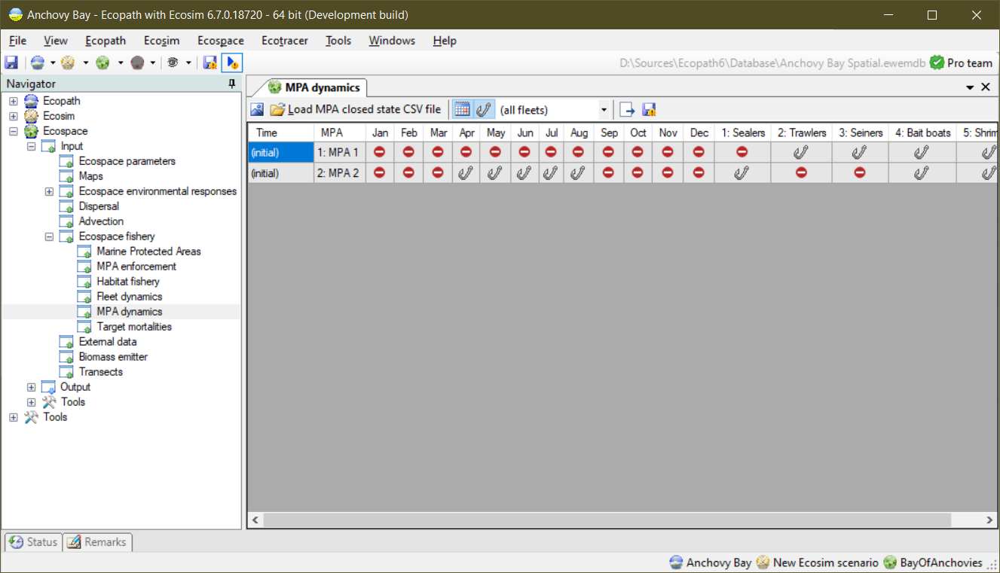 Anchovy Bay - Ecopath with Ecosim 6.7.0.18720 - 64 bit (Development build)
File View Ecopath Ecosim Ecospace Ecotracer Tools Windows Help
D:\Sources\Ecopath6\Database\Anchovy Bay Spatial.ewemdb Pro team
Navigator
Ecopath
Ecosim
Ecospace
Input
Ecospace parameters
Maps
Ecospace environmental responses
Dispersal
Advection
Ecospace fishery
Marine Protected Areas
MPA enforcement
Habitat fishery
Fleet dynamics
MPA dynamics
Target mortalities
External data
Biomass emitter
Transects
Output
Tools
Tools
MPA dynamics
Load MPA closed state CSV file (all fleets)
Time MPA Jan Feb Mar Apr May Jun Jul Aug Sep Oct Nov Dec 1: Sealers 2: Trawlers 3: Seiners 4: Bait boats 5: Shrim
(initial) 1: MPA 1
(initial) 2: MPA 2
Status Remarks
Anchovy Bay New Ecosim scenario BayOfAnchovies